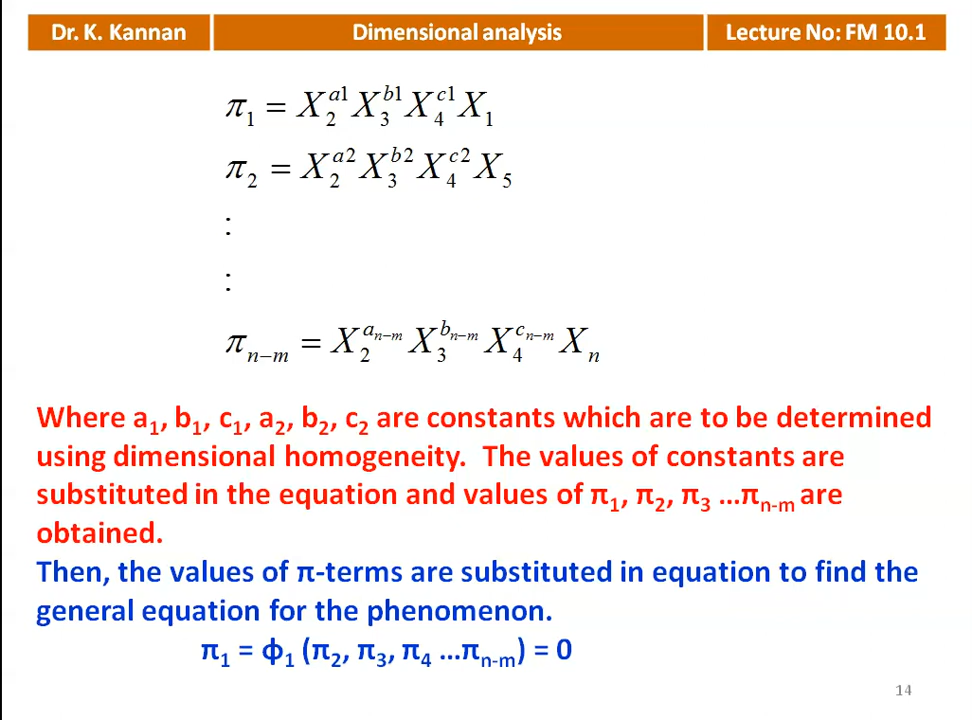 Dr. K. Kannan Dimensional analysis Lecture No: FM 10.1
π₁ = X₂^{a1} X₃^{b1} X₄^{c1} X₁
π₂ = X₂^{a2} X₃^{b2} X₄^{c2} X₅
:
:
π_{n−m} = X₂^{a_{n−m}} X₃^{b_{n−m}} X₄^{c_{n−m}} X_n
Where a₁, b₁, c₁, a₂, b₂, c₂ are constants which are to be determined
using dimensional homogeneity. The values of constants are
substituted in the equation and values of π₁, π₂, π₃ …π_{n-m} are
obtained.
Then, the values of π-terms are substituted in equation to find the
general equation for the phenomenon.
π₁ = ϕ₁ (π₂, π₃, π₄ …π_{n-m}) = 0
14